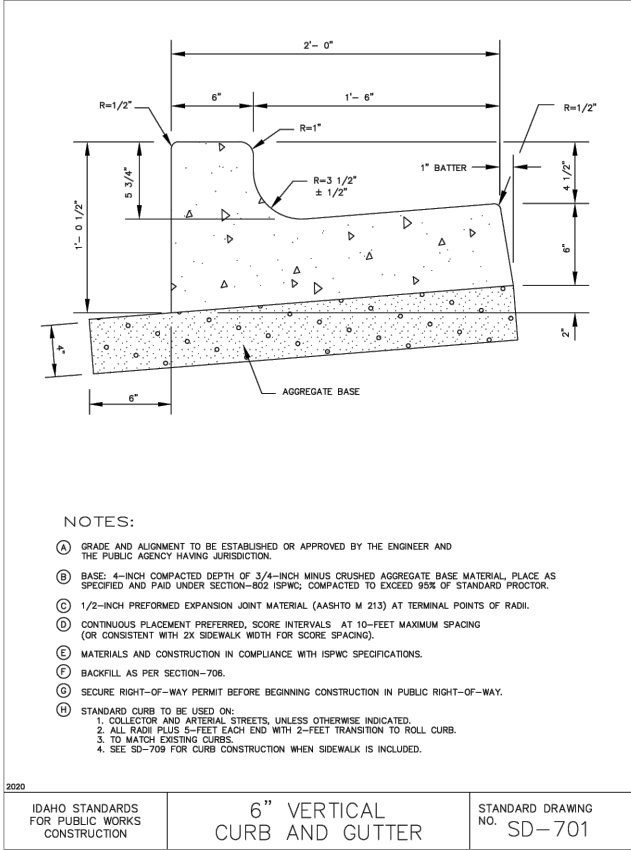 2'- 0"
R=1/2"
6"
1'- 6"
R=1/2"
R=1"
1" BATTER
4 1/2"
5 3/4"
R=3 1/2"
± 1/2"
1'- 0 1/2"
6"
2"
4"
AGGREGATE BASE
6"
NOTES:
A GRADE AND ALIGNMENT TO BE ESTABLISHED OR APPROVED BY THE ENGINEER AND
THE PUBLIC AGENCY HAVING JURISDICTION.
B BASE: 4-INCH COMPACTED DEPTH OF 3/4-INCH MINUS CRUSHED AGGREGATE BASE MATERIAL, PLACE AS
SPECIFIED AND PAID UNDER SECTION-802 ISPWC; COMPACTED TO EXCEED 95% OF STANDARD PROCTOR.
C 1/2-INCH PREFORMED EXPANSION JOINT MATERIAL (AASHTO M 213) AT TERMINAL POINTS OF RADII.
D CONTINUOUS PLACEMENT PREFERRED, SCORE INTERVALS AT 10-FEET MAXIMUM SPACING
(OR CONSISTENT WITH 2X SIDEWALK WIDTH FOR SCORE SPACING).
E MATERIALS AND CONSTRUCTION IN COMPLIANCE WITH ISPWC SPECIFICATIONS.
F BACKFILL AS PER SECTION-706.
G SECURE RIGHT-OF-WAY PERMIT BEFORE BEGINNING CONSTRUCTION IN PUBLIC RIGHT-OF-WAY.
H STANDARD CURB TO BE USED ON:
1. COLLECTOR AND ARTERIAL STREETS, UNLESS OTHERWISE INDICATED.
2. ALL RADII PLUS 5-FEET EACH END WITH 2-FEET TRANSITION TO ROLL CURB.
3. TO MATCH EXISTING CURBS.
4. SEE SD-709 FOR CURB CONSTRUCTION WHEN SIDEWALK IS INCLUDED.
2020
IDAHO STANDARDS
FOR PUBLIC WORKS
CONSTRUCTION
6" VERTICAL
CURB AND GUTTER
STANDARD DRAWING
NO. SD-701